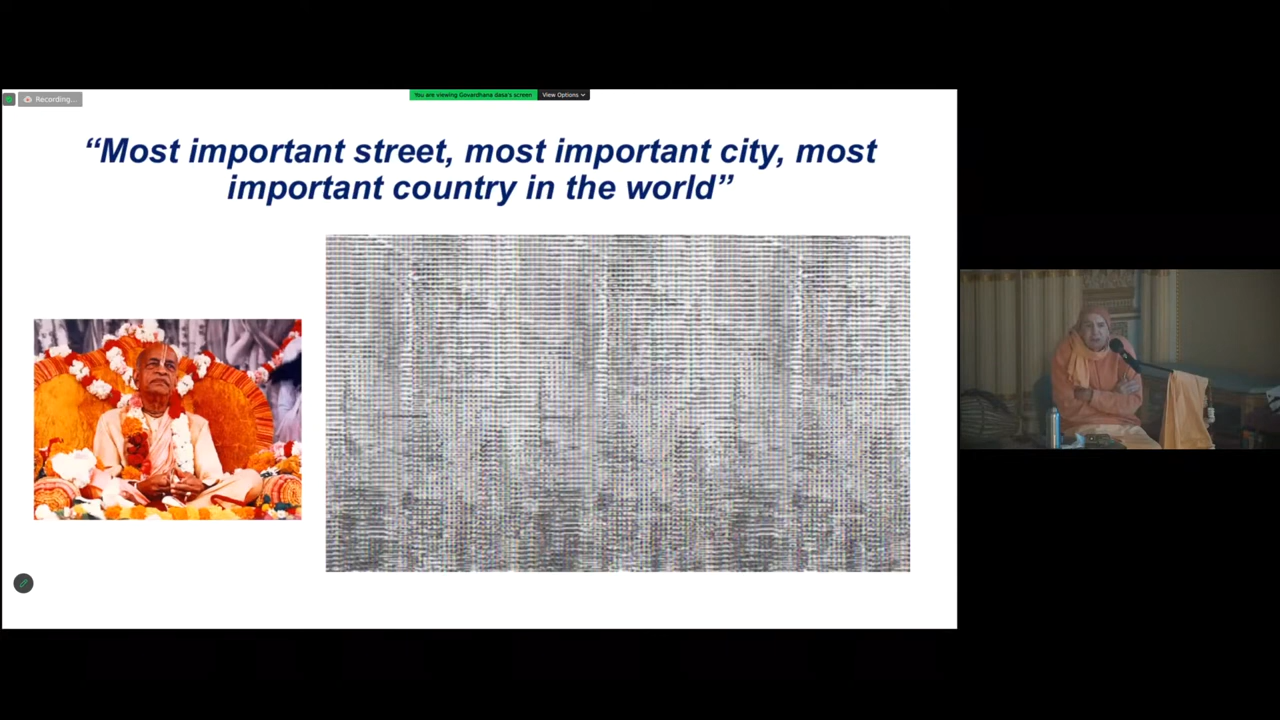 Recording...
You are viewing Govardhana dasa's screen
View Options
“Most important street, most important city, most
important country in the world”